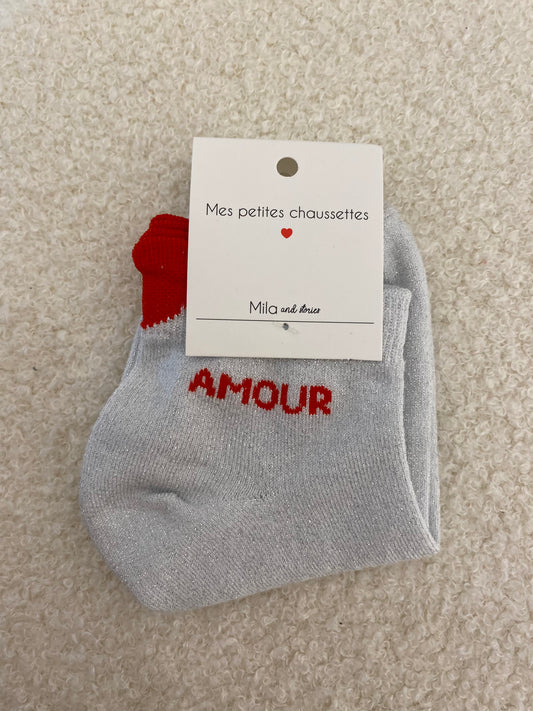 Mes petites chaussettes
Mila and stories
AMOUR